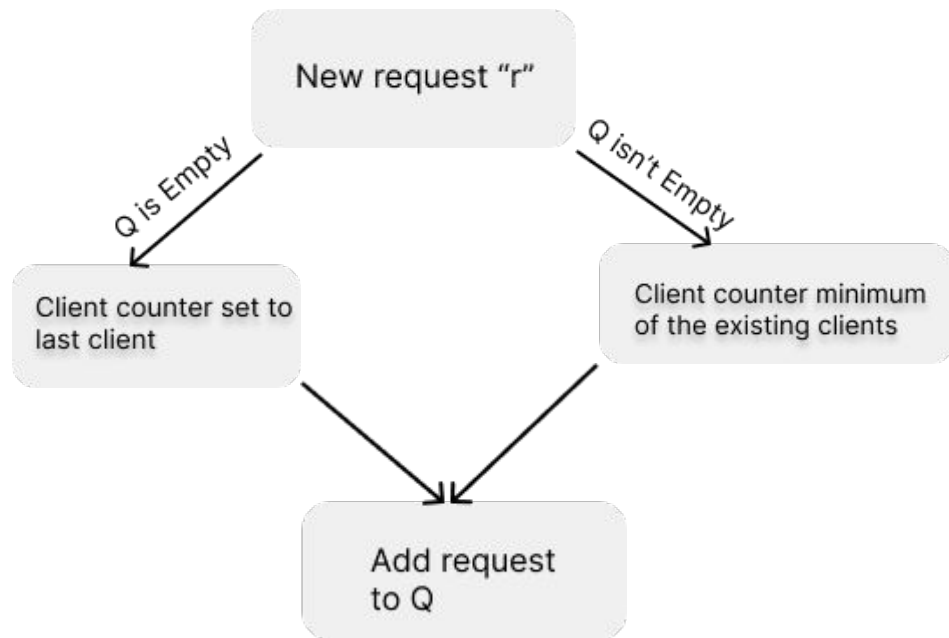 New request “r”
Q is Empty
Q isn’t Empty
Client counter set to
last client
Client counter minimum
of the existing clients
Add request
to Q